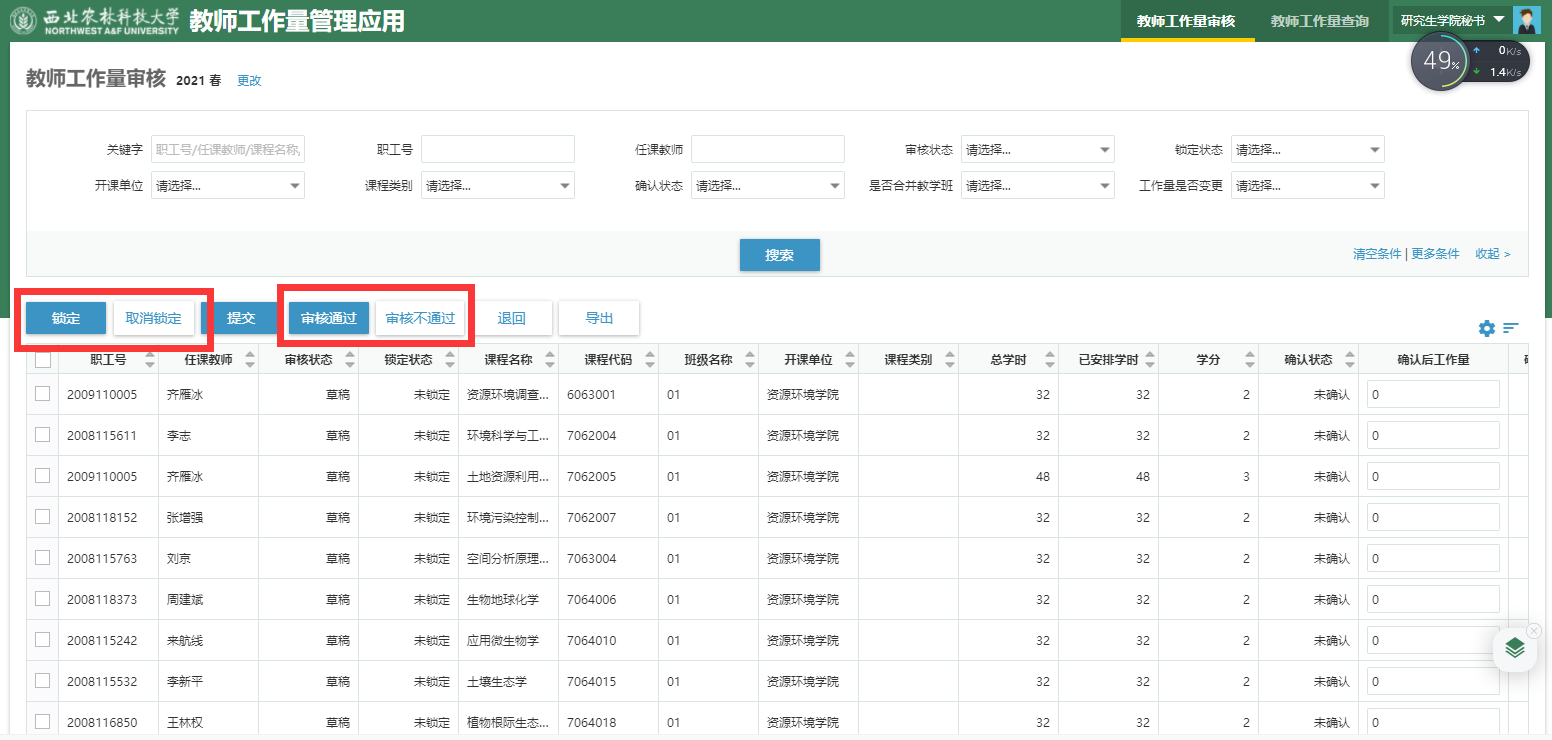 西北农林科技大学 教师工作量管理应用 教师工作量审核 教师工作量查询 研究生学院秘书
NORTHWEST A&F UNIVERSITY
49% 0K/s
1.4K/s
教师工作量审核 2021 春 更改
关键字 职工号/任课教师/课程名称, 职工号 任课教师 审核状态 请选择... 锁定状态 请选择...
开课单位 请选择... 课程类别 请选择... 确认状态 请选择... 是否合并教学班 请选择... 工作量是否变更 请选择...
搜索 清空条件 | 更多条件 收起 >
锁定 取消锁定 提交 审核通过 审核不通过 退回 导出
职工号 任课教师 审核状态 锁定状态 课程名称 课程代码 班级名称 开课单位 课程类别 总学时 已安排学时 学分 确认状态 确认后工作量
2009110005 齐雁冰 草稿 未锁定 资源环境调查... 6063001 01 资源环境学院 32 32 2 未确认 0
2008115611 李志 草稿 未锁定 环境科学与工... 7062004 01 资源环境学院 32 32 2 未确认 0
2009110005 齐雁冰 草稿 未锁定 土地资源利用... 7062005 01 资源环境学院 48 48 3 未确认 0
2008118152 张增强 草稿 未锁定 环境污染控制... 7062007 01 资源环境学院 32 32 2 未确认 0
2008115763 刘京 草稿 未锁定 空间分析原理... 7063004 01 资源环境学院 32 32 2 未确认 0
2008118373 周建斌 草稿 未锁定 生物地球化学 7064006 01 资源环境学院 32 32 2 未确认 0
2008115242 来航线 草稿 未锁定 应用微生物学 7064010 01 资源环境学院 32 32 2 未确认 0
2008115532 李新平 草稿 未锁定 土壤生态学 7064015 01 资源环境学院 32 32 2 未确认 0
2008116850 王林权 草稿 未锁定 植物根际生态... 7064018 01 资源环境学院 32 32 2 未确认 0